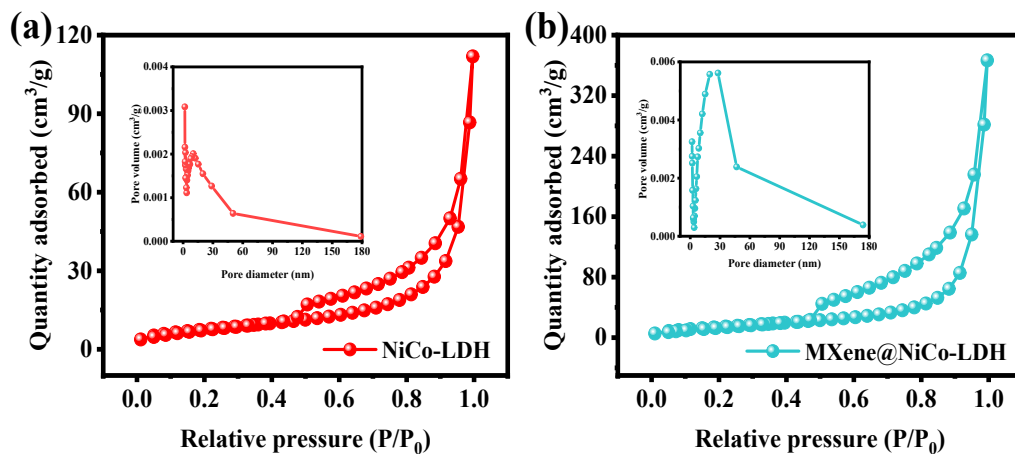 (a)
Quantity adsorbed (cm³/g)
120
90
60
30
0
0.0 0.2 0.4 0.6 0.8 1.0
Relative pressure (P/P₀)
NiCo-LDH
Pore volume (cm³/g)
0.004
0.003
0.002
0.001
0.000
0 30 60 90 120 150 180
Pore diameter (nm)
(b)
Quantity adsorbed (cm³/g)
400
320
240
160
80
0
0.0 0.2 0.4 0.6 0.8 1.0
Relative pressure (P/P₀)
MXene@NiCo-LDH
Pore volume (cm³/g)
0.006
0.004
0.002
0.000
0 30 60 90 120 150 180
Pore diameter (nm)